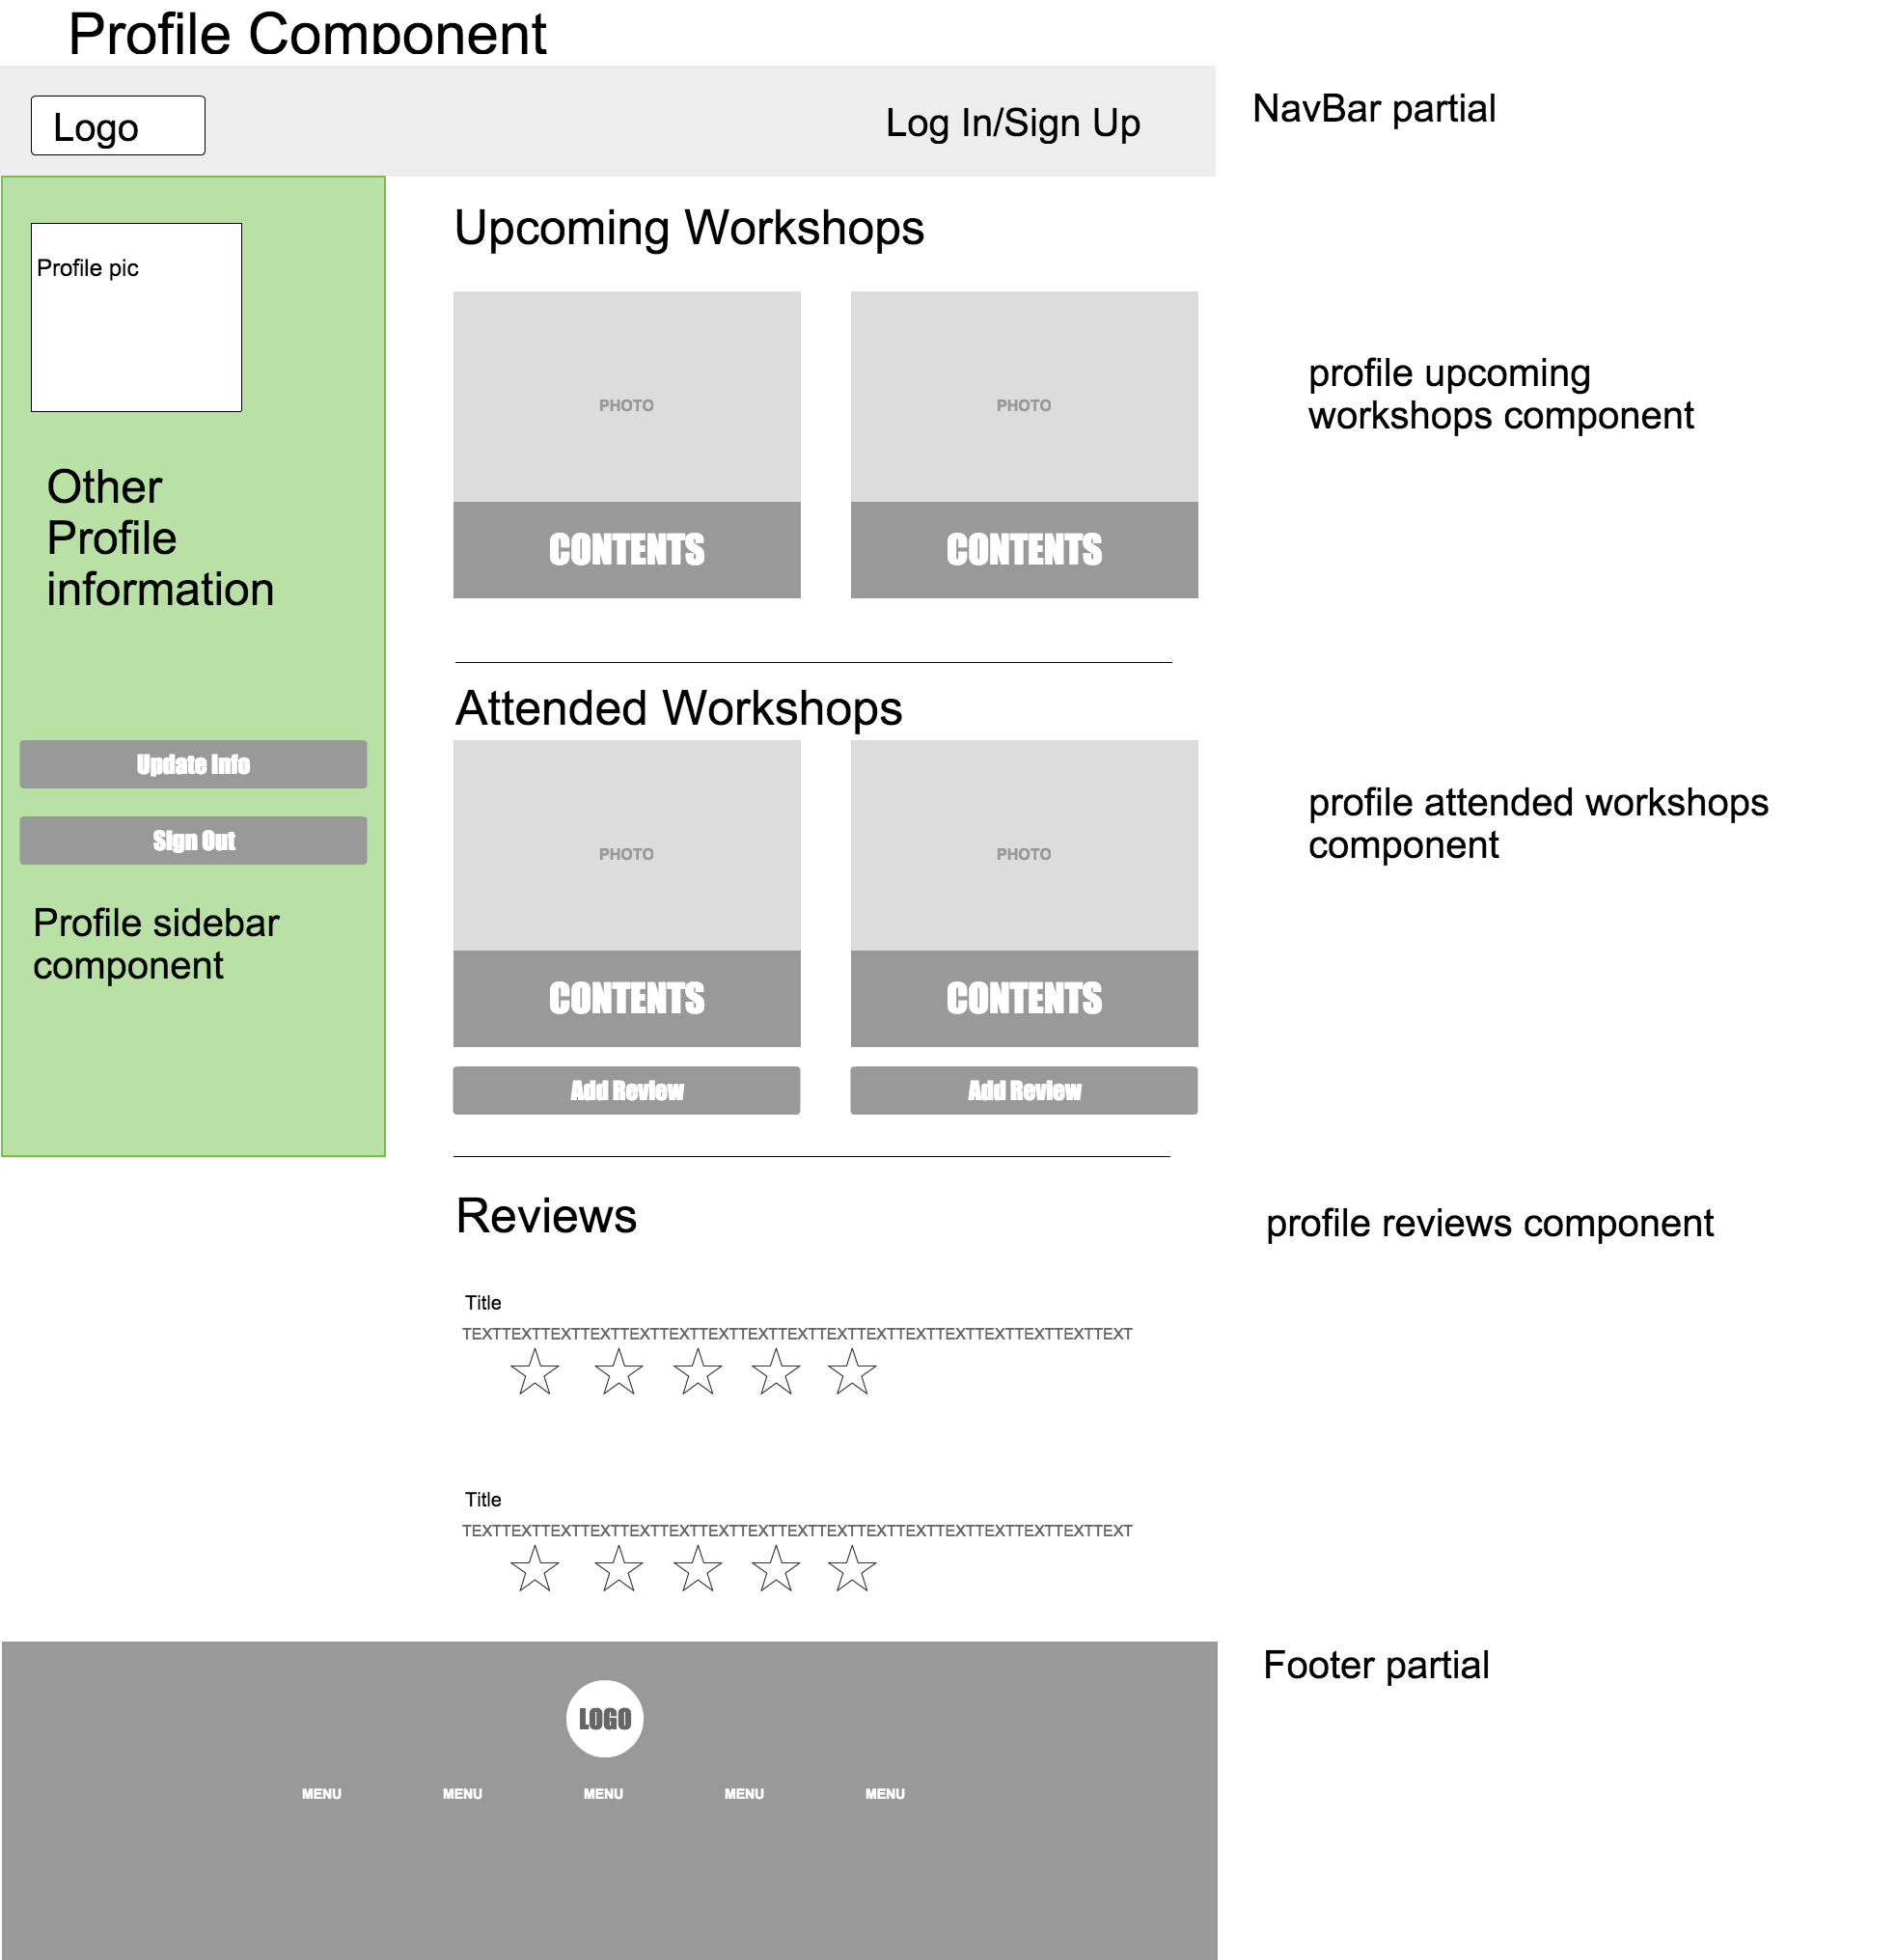 Profile Component
Logo
Log In/Sign Up
NavBar partial
Profile pic
Other
Profile
information
Update Info
Sign Out
Profile sidebar
component
Upcoming Workshops
PHOTO
PHOTO
CONTENTS
CONTENTS
profile upcoming
workshops component
Attended Workshops
PHOTO
PHOTO
CONTENTS
CONTENTS
Add Review
Add Review
profile attended workshops
component
Reviews
profile reviews component
Title
TEXTTEXTTEXTTEXTTEXTTEXTTEXTTEXTTEXTTEXTTEXTTEXTTEXTTEXTTEXTTEXTTEXT
Title
TEXTTEXTTEXTTEXTTEXTTEXTTEXTTEXTTEXTTEXTTEXTTEXTTEXTTEXTTEXTTEXTTEXT
Footer partial
LOGO
MENU
MENU
MENU
MENU
MENU